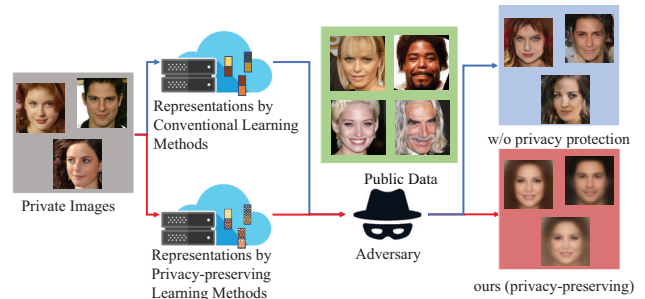 Private Images
Representations by
Conventional Learning
Methods
Representations by
Privacy-preserving
Learning Methods
Public Data
Adversary
w/o privacy protection
ours (privacy-preserving)